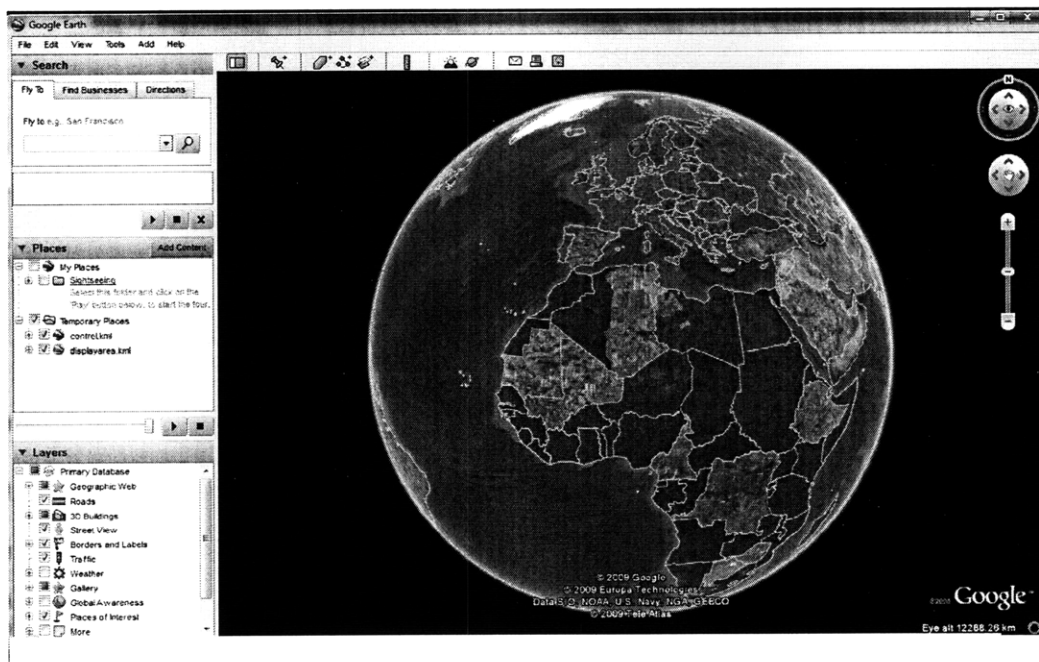 Google Earth
File Edit View Tools Add Help
Search
Fly To Find Businesses Directions
Fly to e.g., San Francisco
Places Add Content
My Places
Sightseeing
Select this folder and click on the
'Play' button below, to start the tour.
Temporary Places
control.kml
displayarea.kml
Layers
Primary Database
Geographic Web
Roads
3D Buildings
Street View
Borders and Labels
Traffic
Weather
Gallery
Global Awareness
Places of Interest
More
N
© 2009 Google
© 2009 Europa Technologies
Data SIO, NOAA, U.S. Navy, NGA, GEBCO
© 2009 Tele Atlas
©2009 Google™
Eye alt 12288.26 km